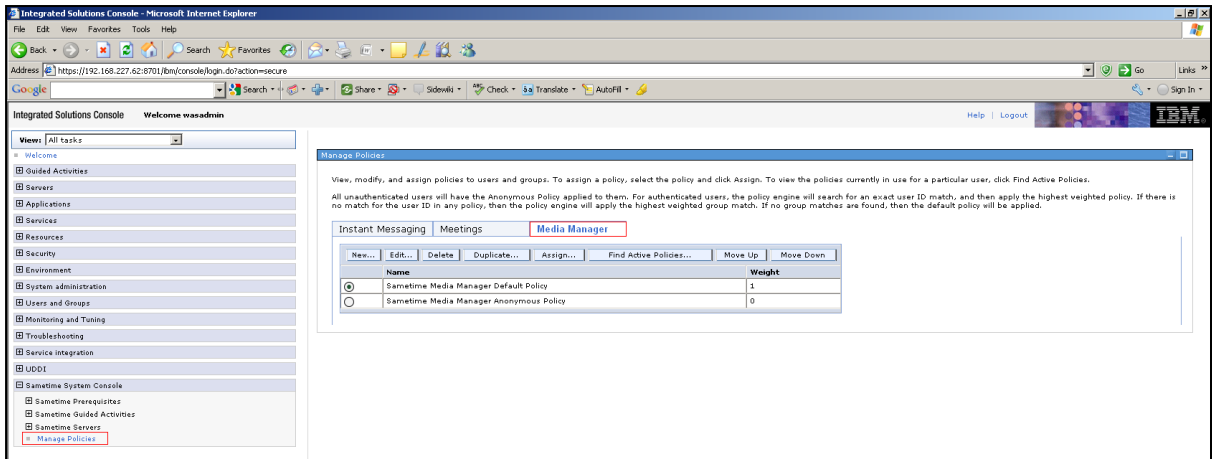 Integrated Solutions Console - Microsoft Internet Explorer
File Edit View Favorites Tools Help
Back Search Favorites
Address https://192.168.227.62:8701/ibm/console/login.do?action=secure Go Links »
Google Search Share Sidewiki Check Translate AutoFill Sign In
Integrated Solutions Console Welcome wasadmin Help | Logout IBM.
View: All tasks
Welcome
Guided Activities
Servers
Applications
Services
Resources
Security
Environment
System administration
Users and Groups
Monitoring and Tuning
Troubleshooting
Service integration
UDDI
Sametime System Console
Sametime Prerequisites
Sametime Guided Activities
Sametime Servers
Manage Policies
Manage Policies
View, modify, and assign policies to users and groups. To assign a policy, select the policy and click Assign. To view the policies currently in use for a particular user, click Find Active Policies.
All unauthenticated users will have the Anonymous Policy applied to them. For authenticated users, the policy engine will search for an exact user ID match, and then apply the highest weighted policy. If there is
no match for the user ID in any policy, then the policy engine will apply the highest weighted group match. If no group matches are found, then the default policy will be applied.
Instant Messaging Meetings Media Manager
New... Edit... Delete Duplicate... Assign... Find Active Policies... Move Up Move Down
Name Weight
Sametime Media Manager Default Policy 1
Sametime Media Manager Anonymous Policy 0